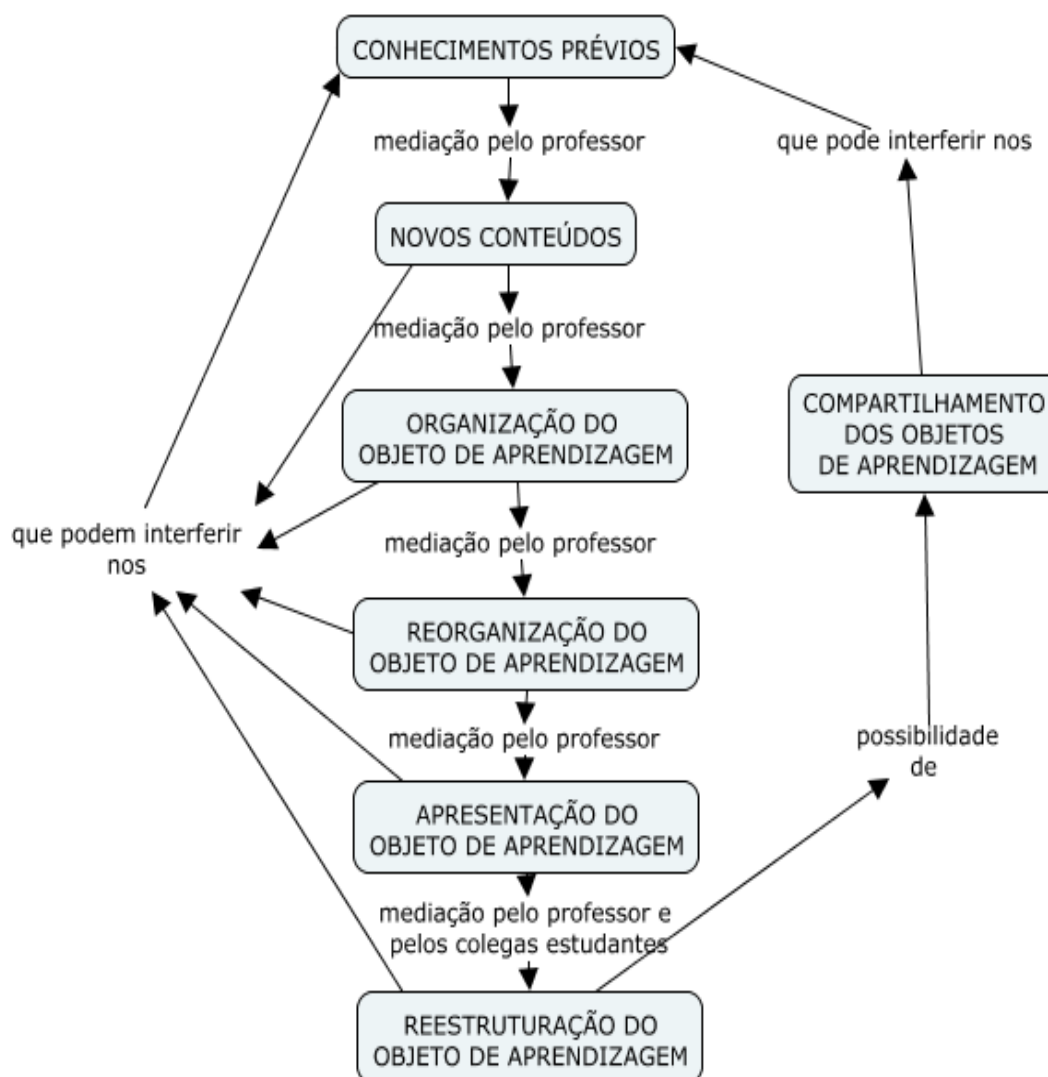 CONHECIMENTOS PRÉVIOS
mediação pelo professor
que pode interferir nos
NOVOS CONTEÚDOS
mediação pelo professor
ORGANIZAÇÃO DO
OBJETO DE APRENDIZAGEM
COMPARTILHAMENTO
DOS OBJETOS
DE APRENDIZAGEM
que podem interferir
nos
mediação pelo professor
REORGANIZAÇÃO DO
OBJETO DE APRENDIZAGEM
mediação pelo professor
possibilidade
de
APRESENTAÇÃO DO
OBJETO DE APRENDIZAGEM
mediação pelo professor e
pelos colegas estudantes
REESTRUTURAÇÃO DO
OBJETO DE APRENDIZAGEM